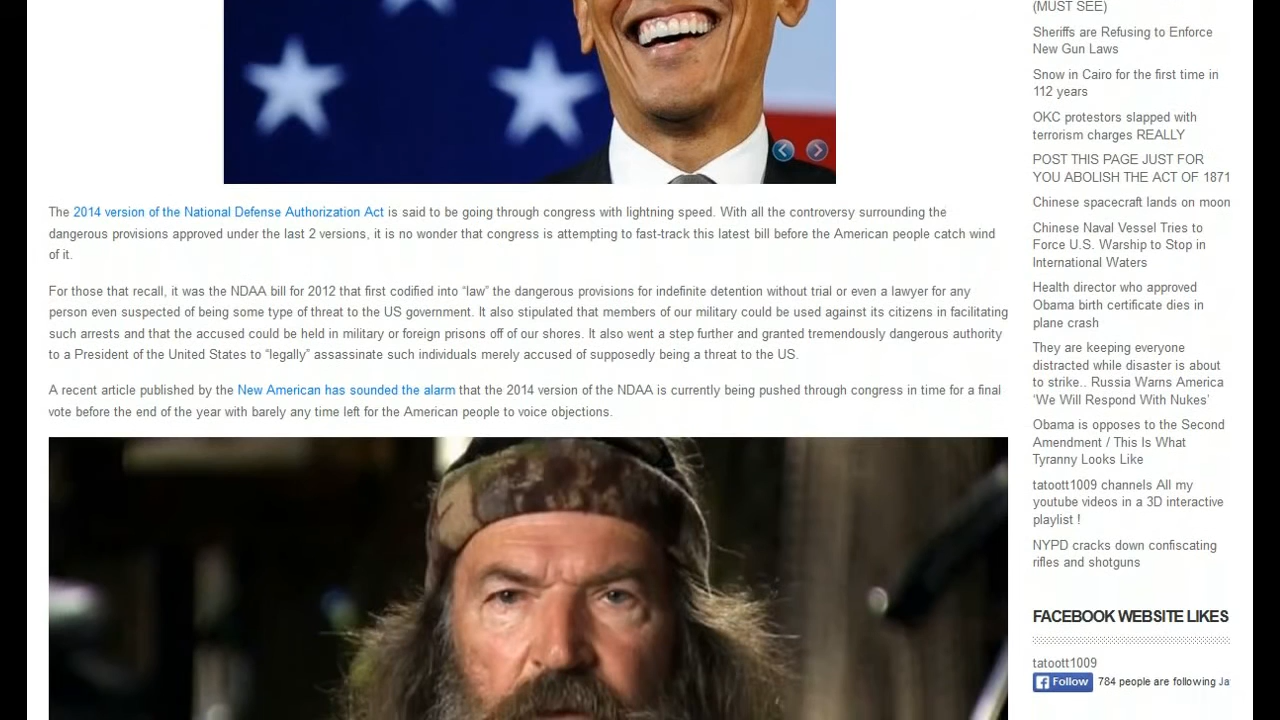 The 2014 version of the National Defense Authorization Act is said to be going through congress with lightning speed. With all the controversy surrounding the
dangerous provisions approved under the last 2 versions, it is no wonder that congress is attempting to fast-track this latest bill before the American people catch wind
of it.
For those that recall, it was the NDAA bill for 2012 that first codified into “law” the dangerous provisions for indefinite detention without trial or even a lawyer for any
person even suspected of being some type of threat to the US government. It also stipulated that members of our military could be used against its citizens in facilitating
such arrests and that the accused could be held in military or foreign prisons off of our shores. It also went a step further and granted tremendously dangerous authority
to a President of the United States to “legally” assassinate such individuals merely accused of supposedly being a threat to the US.
A recent article published by the New American has sounded the alarm that the 2014 version of the NDAA is currently being pushed through congress in time for a final
vote before the end of the year with barely any time left for the American people to voice objections.
(MUST SEE)
Sheriffs are Refusing to Enforce
New Gun Laws
Snow in Cairo for the first time in
112 years
OKC protestors slapped with
terrorism charges REALLY
POST THIS PAGE JUST FOR
YOU ABOLISH THE ACT OF 1871
Chinese spacecraft lands on moon
Chinese Naval Vessel Tries to
Force U.S. Warship to Stop in
International Waters
Health director who approved
Obama birth certificate dies in
plane crash
They are keeping everyone
distracted while disaster is about
to strike.. Russia Warns America
‘We Will Respond With Nukes’
Obama is opposes to the Second
Amendment / This Is What
Tyranny Looks Like
tatoott1009 channels All my
youtube videos in a 3D interactive
playlist !
NYPD cracks down confiscating
rifles and shotguns
FACEBOOK WEBSITE LIKES
tatoott1009
Follow 784 people are following Ja